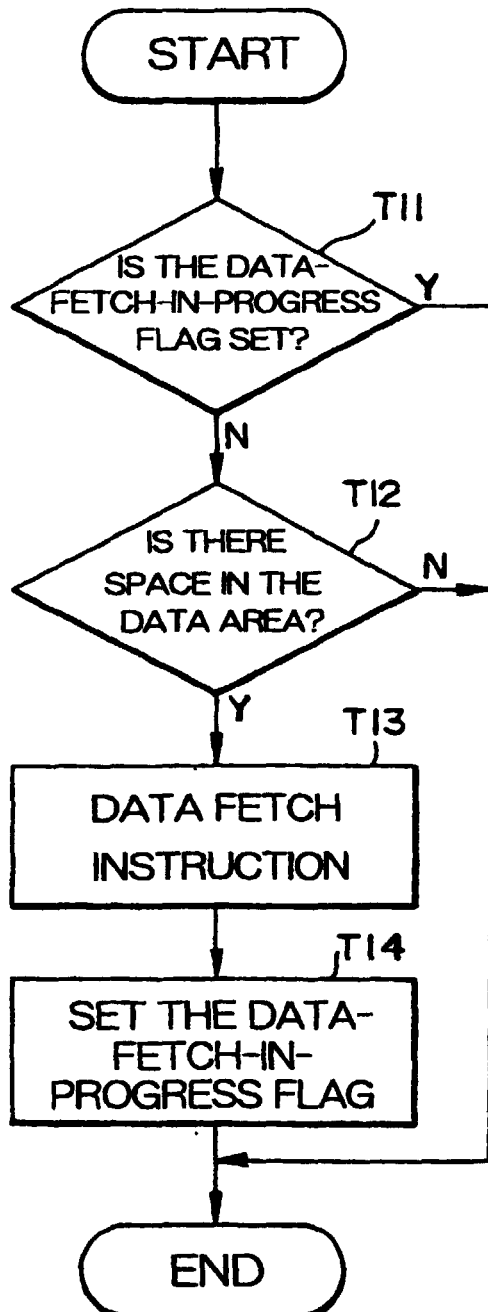 START
T11
IS THE DATA-
FETCH-IN-PROGRESS
FLAG SET?
Y
N
T12
IS THERE
SPACE IN THE
DATA AREA?
N
Y
T13
DATA FETCH
INSTRUCTION
T14
SET THE DATA-
FETCH-IN-
PROGRESS FLAG
END